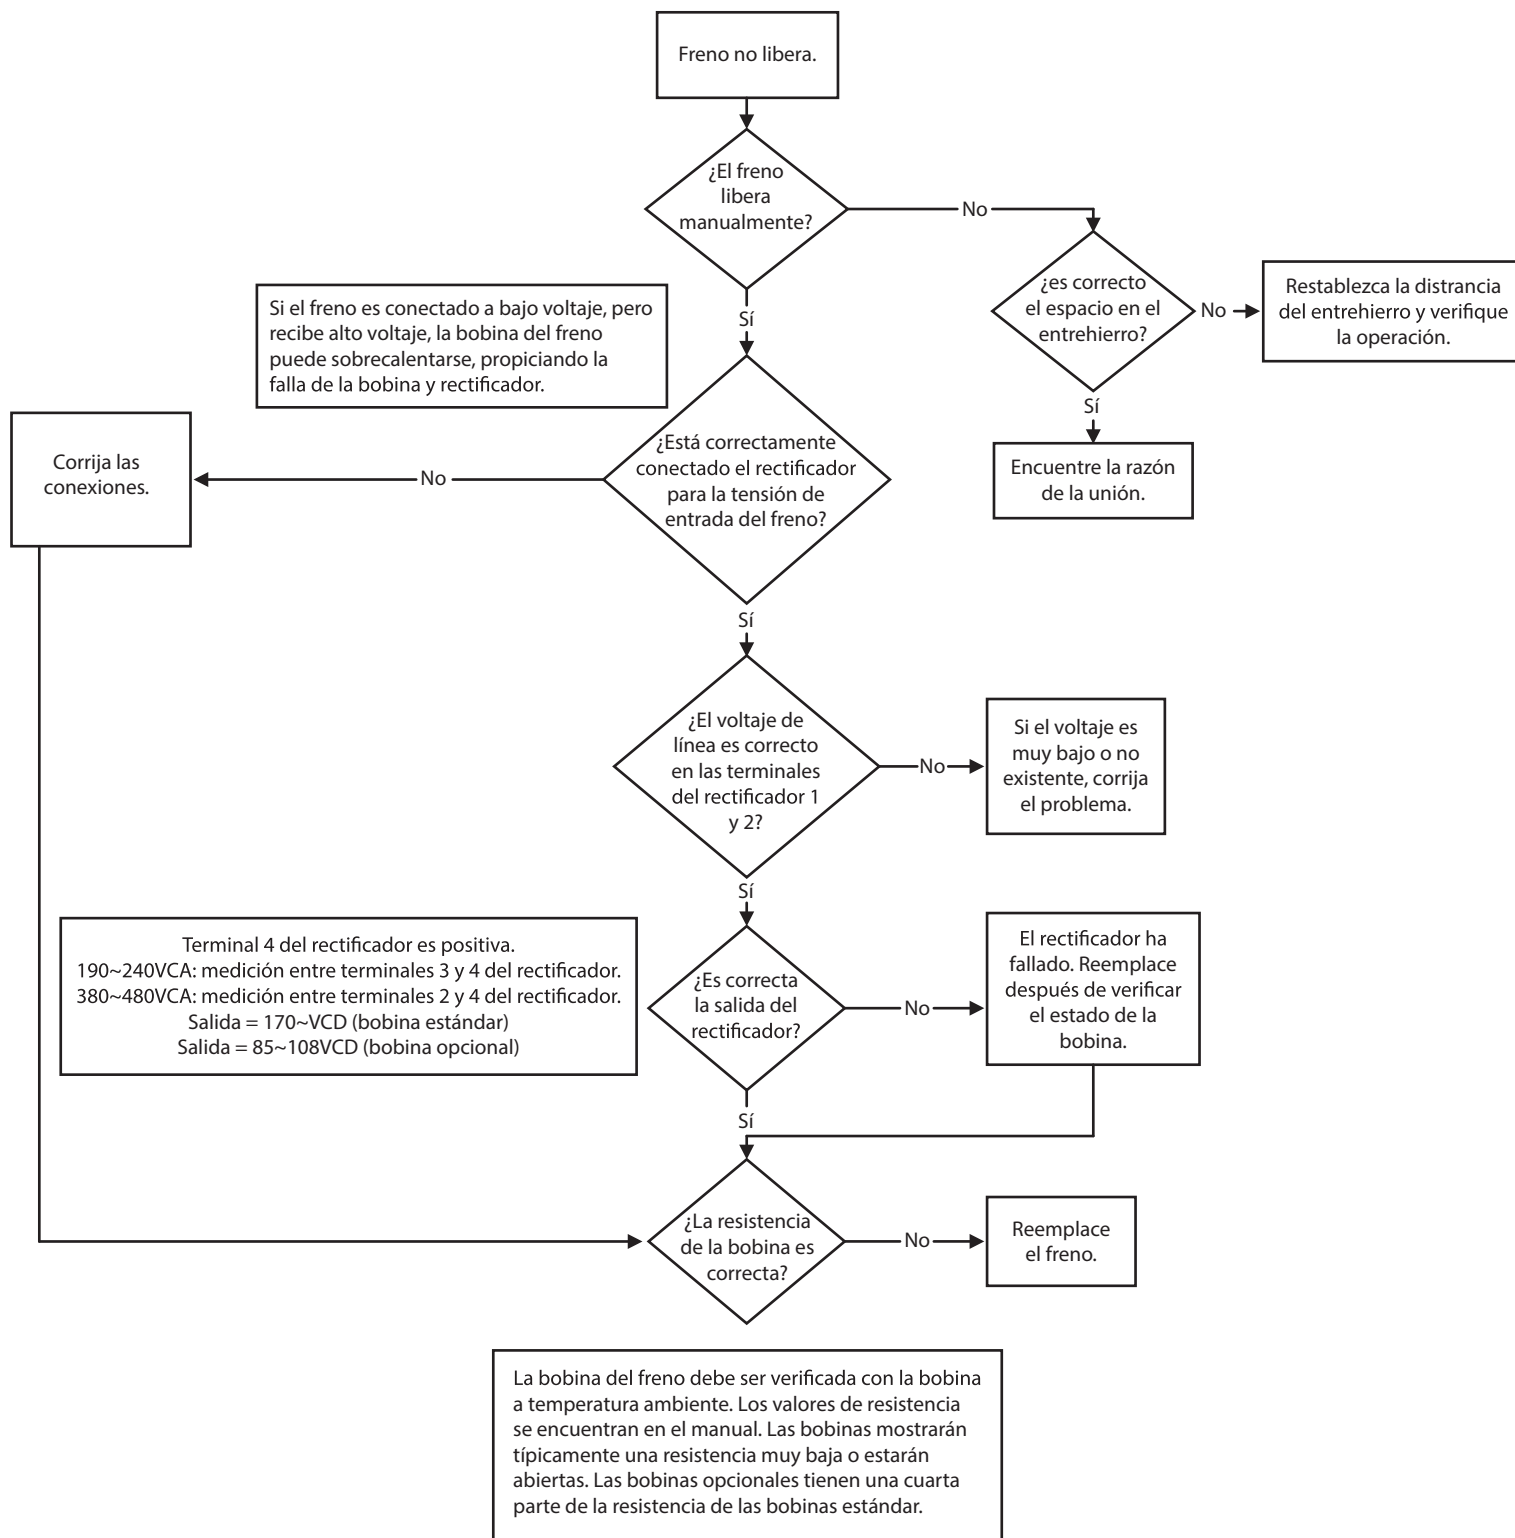 Freno no libera.
¿El freno
libera
manualmente?
No
¿es correcto
el espacio en el
entrehierro?
No
Restablezca la distrancia
del entrehierro y verifique
la operación.
Sí
Encuentre la razón
de la unión.
Sí
Si el freno es conectado a bajo voltaje, pero
recibe alto voltaje, la bobina del freno
puede sobrecalentarse, propiciando la
falla de la bobina y rectificador.
¿Está correctamente
conectado el rectificador
para la tensión de
entrada del freno?
No
Corrija las
conexiones.
Sí
¿El voltaje de
línea es correcto
en las terminales
del rectificador 1
y 2?
No
Si el voltaje es
muy bajo o no
existente, corrija
el problema.
Sí
Terminal 4 del rectificador es positiva.
190~240VCA: medición entre terminales 3 y 4 del rectificador.
380~480VCA: medición entre terminales 2 y 4 del rectificador.
Salida = 170~VCD (bobina estándar)
Salida = 85~108VCD (bobina opcional)
¿Es correcta
la salida del
rectificador?
No
El rectificador ha
fallado. Reemplace
después de verificar
el estado de la
bobina.
Sí
¿La resistencia
de la bobina es
correcta?
No
Reemplace
el freno.
La bobina del freno debe ser verificada con la bobina
a temperatura ambiente. Los valores de resistencia
se encuentran en el manual. Las bobinas mostrarán
típicamente una resistencia muy baja o estarán
abiertas. Las bobinas opcionales tienen una cuarta
parte de la resistencia de las bobinas estándar.